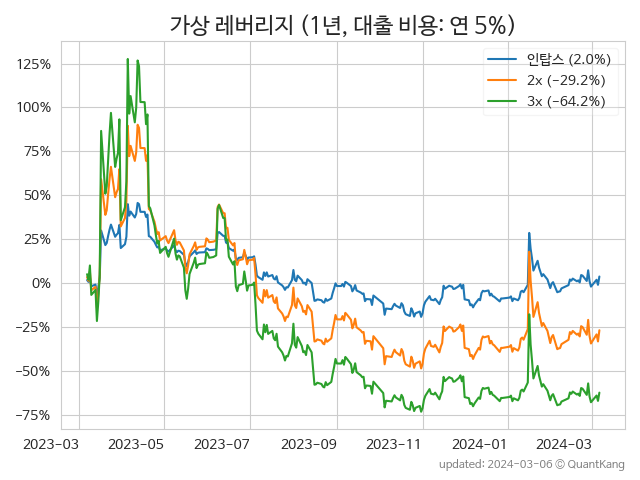 가상 레버리지 (1년, 대출 비용: 연 5%)
인탑스 (2.0%)
2x (−29.2%)
3x (−64.2%)
125%
100%
75%
50%
25%
0%
−25%
−50%
−75%
2023-03 2023-05 2023-07 2023-09 2023-11 2024-01 2024-03
updated: 2024-03-06 ⓒ QuantKang